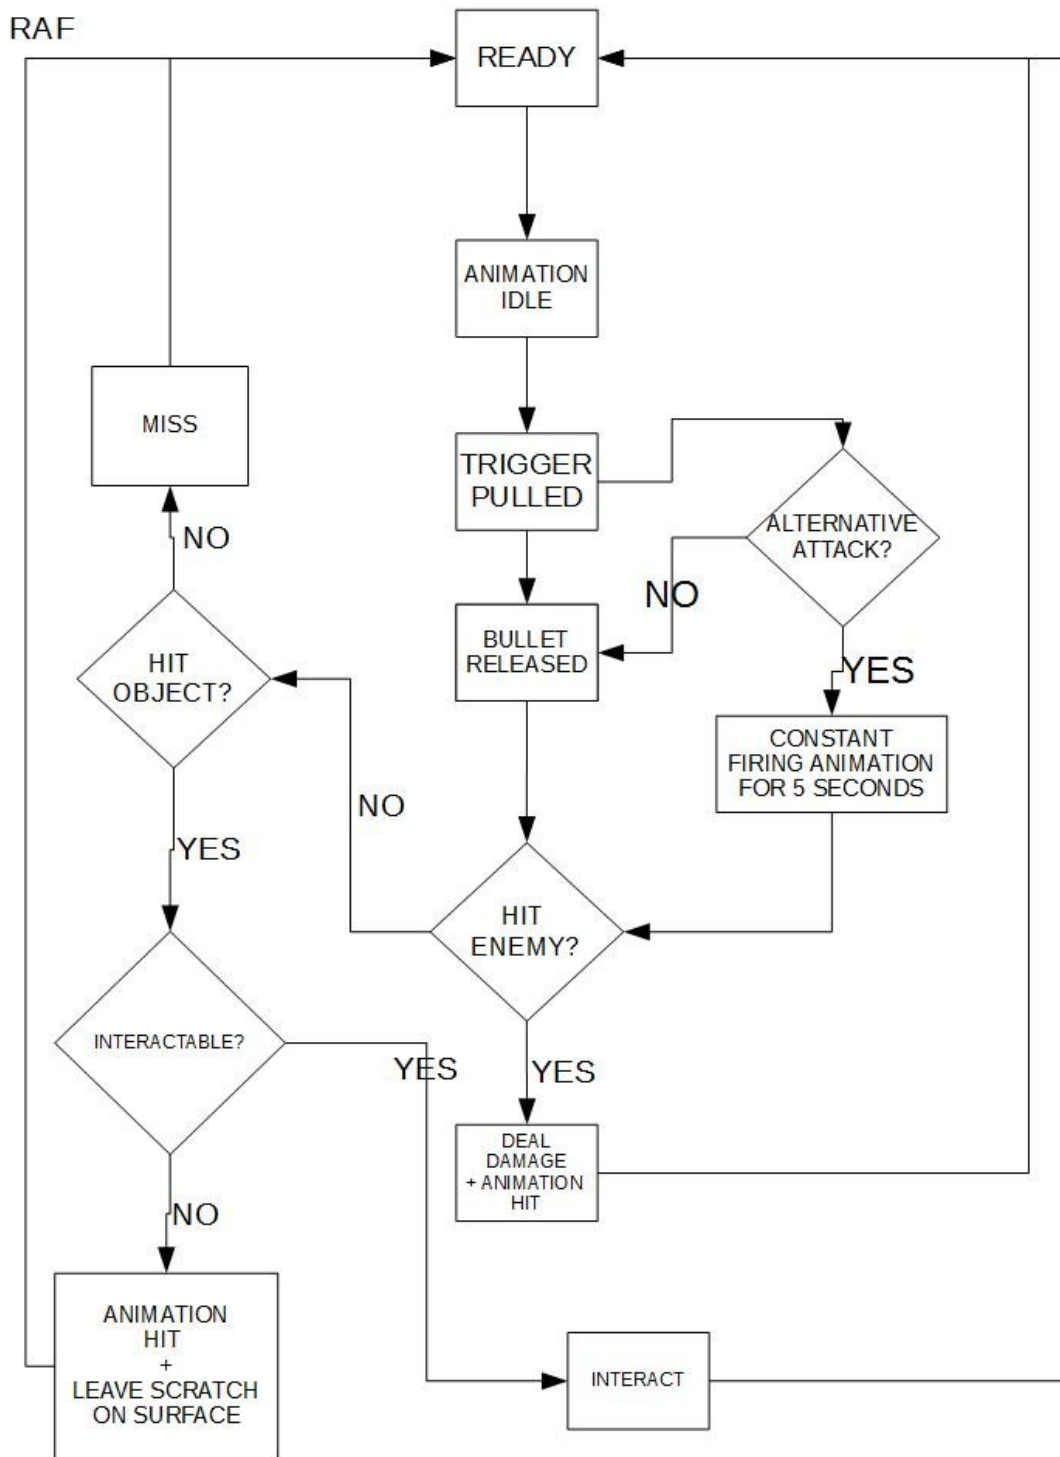 RAF
READY
ANIMATION
IDLE
MISS
TRIGGER
PULLED
ALTERNATIVE
ATTACK?
NO
NO
BULLET
RELEASED
HIT
OBJECT?
YES
CONSTANT
FIRING ANIMATION
FOR 5 SECONDS
NO
YES
HIT
ENEMY?
INTERACTABLE?
YES
YES
DEAL
DAMAGE
+ ANIMATION
HIT
NO
ANIMATION
HIT
+
LEAVE SCRATCH
ON SURFACE
INTERACT